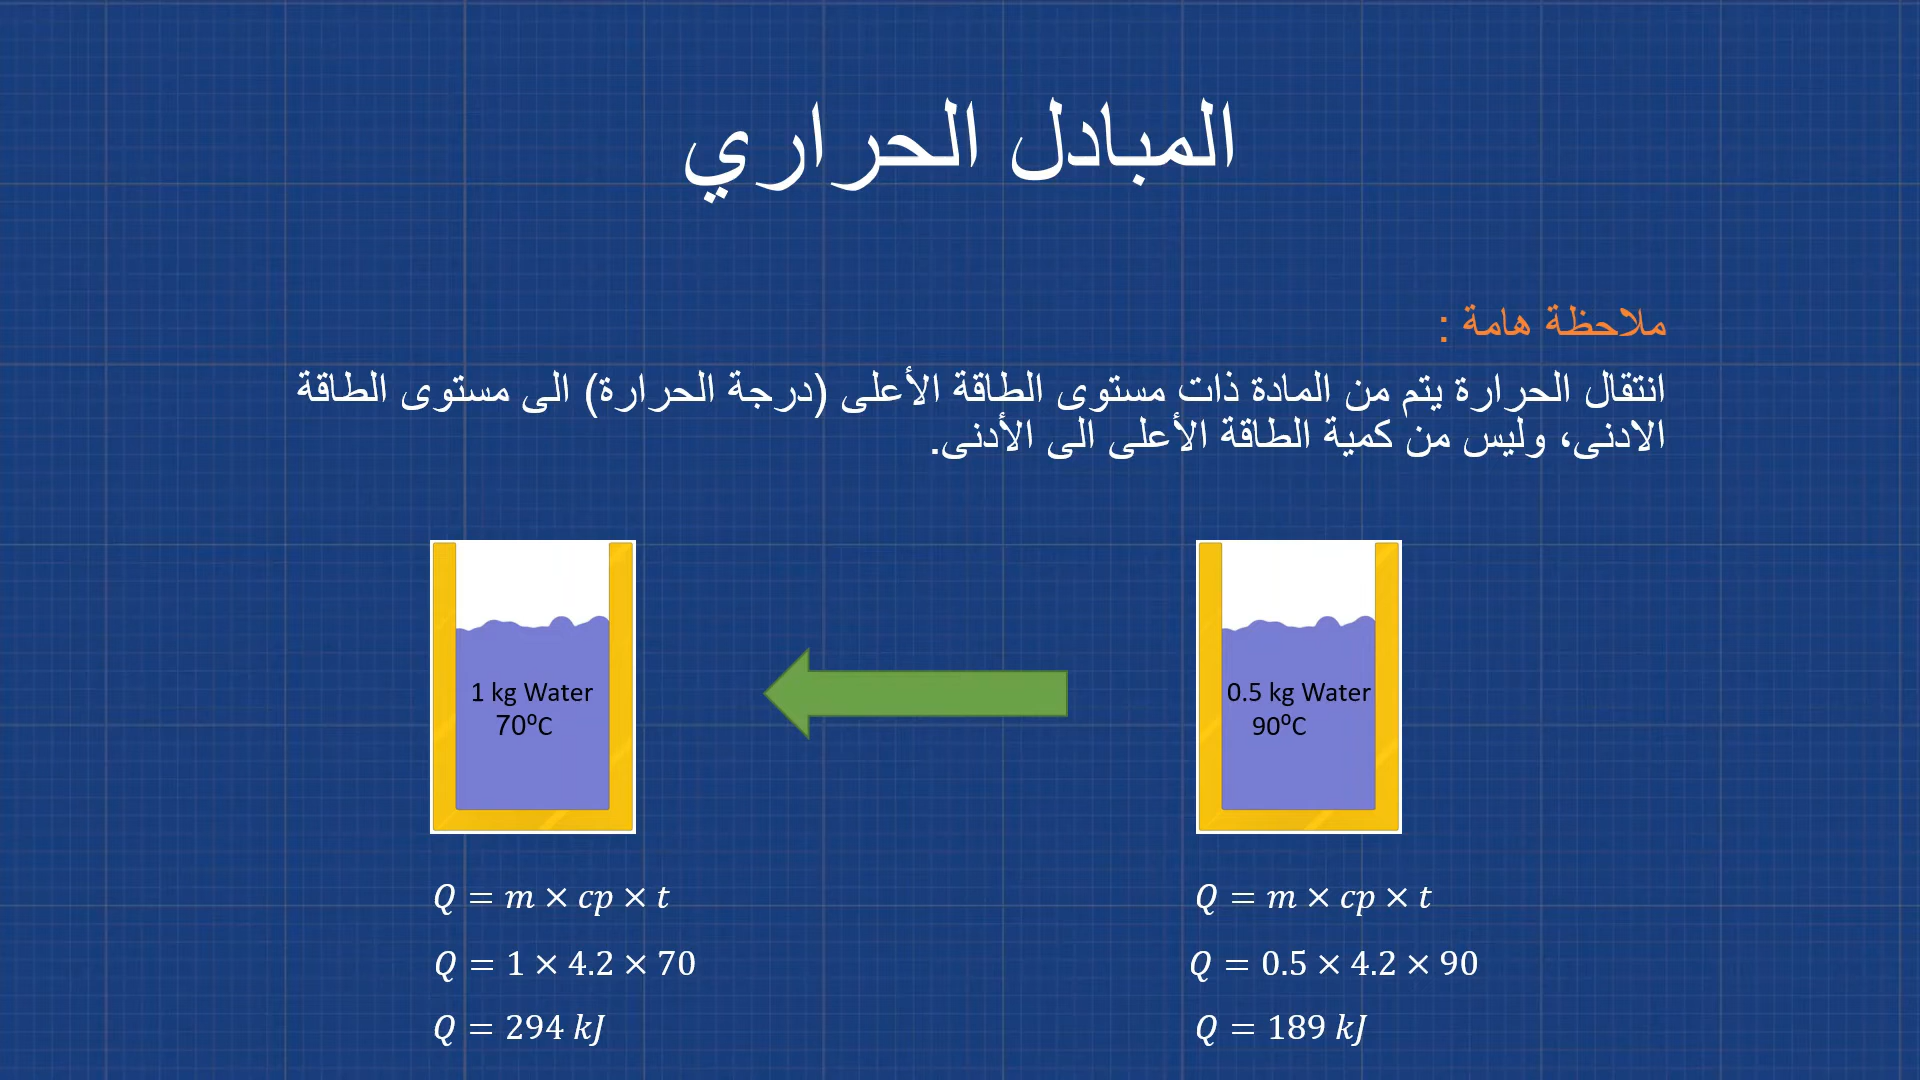 المبادل الحراري
ملاحظة هامة :
انتقال الحرارة يتم من المادة ذات مستوى الطاقة الأعلى (درجة الحرارة) الى مستوى الطاقة
الادنى، وليس من كمية الطاقة الأعلى الى الأدنى.
0.5 kg Water
90⁰C
1 kg Water
70⁰C
Q = m × cp × t
Q = 0.5 × 4.2 × 90
Q = 189 kJ
Q = m × cp × t
Q = 1 × 4.2 × 70
Q = 294 kJ